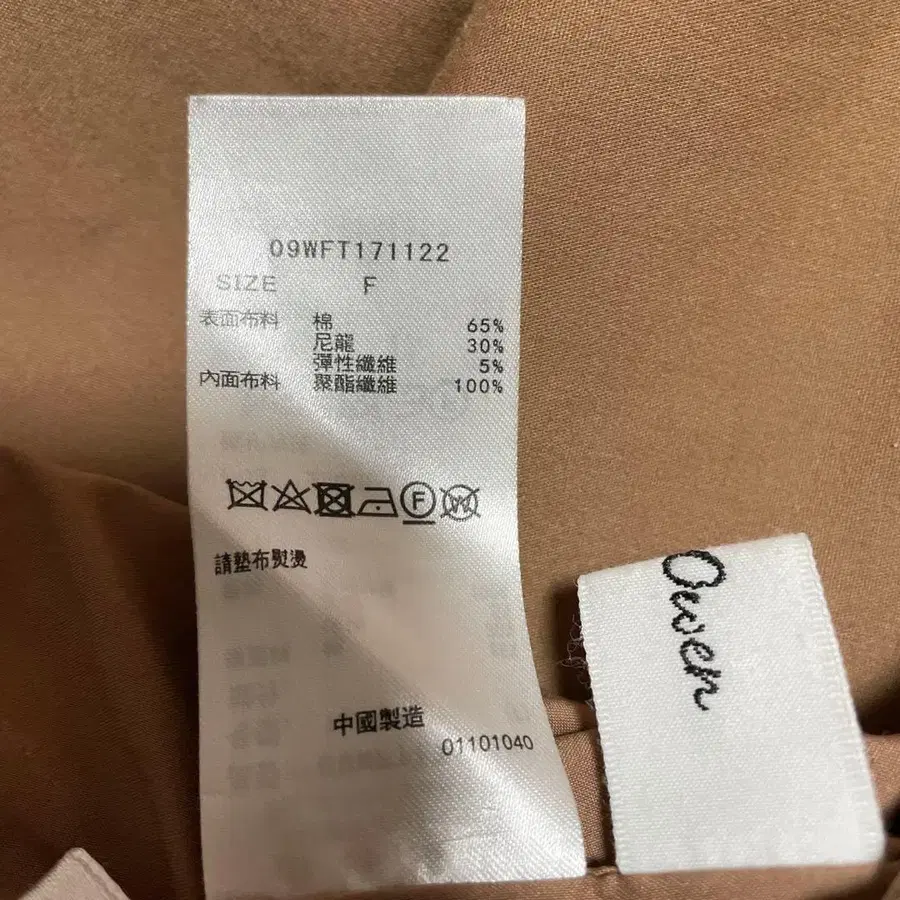 09WFT171122
SIZE F
表面布料 棉 65%
尼龍 30%
彈性纖維 5%
內面布料 聚酯纖維 100%
F W
請墊布熨燙
中國製造
01101040
Owen